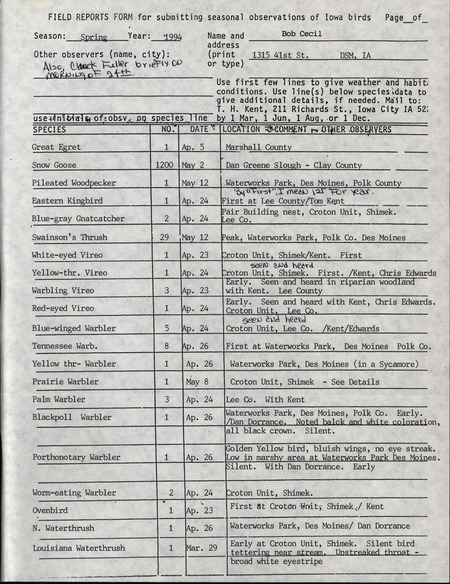 FIELD REPORTS FORM for submitting seasonal observations of Iowa birds Page_of_
Season: Spring Year: 1994 Name and Bob Cecil
address
Other observers (name, city): (print 1315 41st St. DSM, IA
Also, Chuck Fuller briefly on or type)
morning of 24th
Use first few lines to give weather and habit
conditions. Use line(s) below species data to
give additional details, if needed. Mail to:
T. H. Kent, 211 Richards St., Iowa City IA 52
use initials of obsv. on species line by 1 Mar, 1 Jun, 1 Aug, or 1 Dec.
SPECIES NO. DATE LOCATION COMMENT OTHER OBSERVERS
Great Egret 1 Ap. 5 Marshall County
Snow Goose 1200 May 2 Dan Greene Slough - Clay County
Pileated Woodpecker 1 May 12 Waterworks Park, Des Moines, Polk County
By "First", I mean 1st For year.
Eastern Kingbird 1 Ap. 24 First at Lee County/Tom Kent
Blue-gray Gnatcatcher 2 Ap. 24 Pair Building nest, Croton Unit, Shimek.
Lee Co.
Swainson's Thrush 29 May 12 Peak, Waterworks Park, Polk Co. Des Moines
White-eyed Vireo 1 Ap. 23 Croton Unit, Shimek/Kent. First
seen and heard
Yellow-thr. Vireo 1 Ap. 24 Croton Unit, Shimek. First. /Kent, Chris Edwards
Warbling Vireo 3 Ap. 23 Early. Seen and heard in riparian woodland
with Kent. Lee County
Red-eyed Vireo 1 Ap. 24 Early. Seen and heard with Kent, Chris Edwards.
Croton Unit, Lee Co.
seen and heard
Blue-winged Warbler 5 Ap. 24 Croton Unit, Lee Co. /Kent/Edwards
Tennessee Warb. 8 Ap. 26 First at Waterworks Park, Des Moines Polk Co.
Yellow thr- Warbler 1 Ap. 26 Waterworks Park, Des Moines (in a Sycamore)
Prairie Warbler 1 May 8 Croton Unit, Shimek - See Details
Palm Warbler 3 Ap. 24 Lee Co. With Kent
Blackpoll Warbler 1 Ap. 26 Waterworks Park, Des Moines, Polk Co. Early.
/Dan Dorrance. Noted balck and white coloration,
all black crown. Silent.
Porthonotary Warbler 1 Ap. 26 Golden Yellow bird, bluish wings, no eye streak.
Low in marshy area at Waterworks Park Des Moines.
Silent. With Dan Dorrance. Early
Worm-eating Warbler 2 Ap. 24 Croton Unit, Shimek.
Ovenbird 1 Ap. 23 First at Croton Unit, Shimek / Kent
N. Waterthrush 1 Ap. 26 Waterworks Park, Des Moines/ Dan Dorrance
Louisiana Waterthrush 1 Mar. 29 Early at Croton Unit, Shimek. Silent bird
tettering near stream. Unstreaked throat -
broad white eyestripe